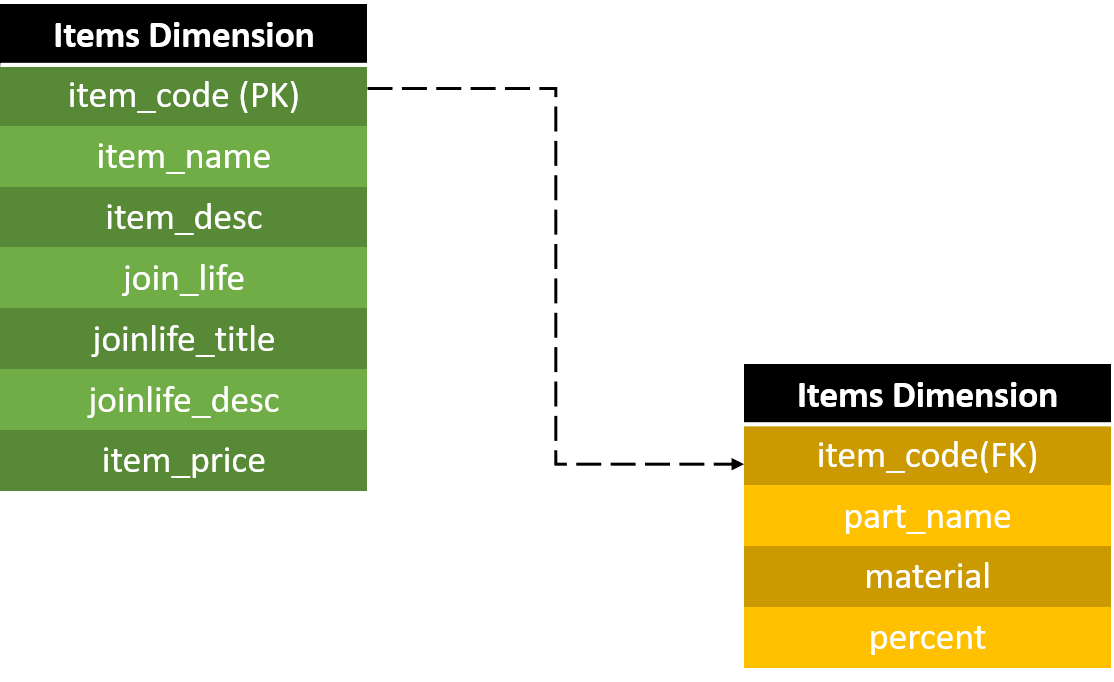 Items Dimension
item_code (PK)
item_name
item_desc
join_life
joinlife_title
joinlife_desc
item_price
Items Dimension
item_code(FK)
part_name
material
percent